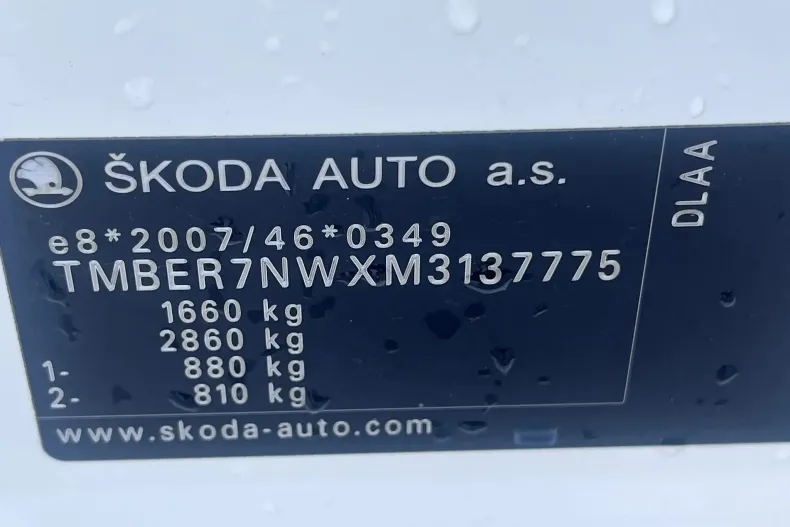 ŠKODA AUTO a.s.
e8*2007/46*0349
TMBER7NWXM3137775
1660 kg
2860 kg
1- 880 kg
2- 810 kg
www.skoda-auto.com
DLAA